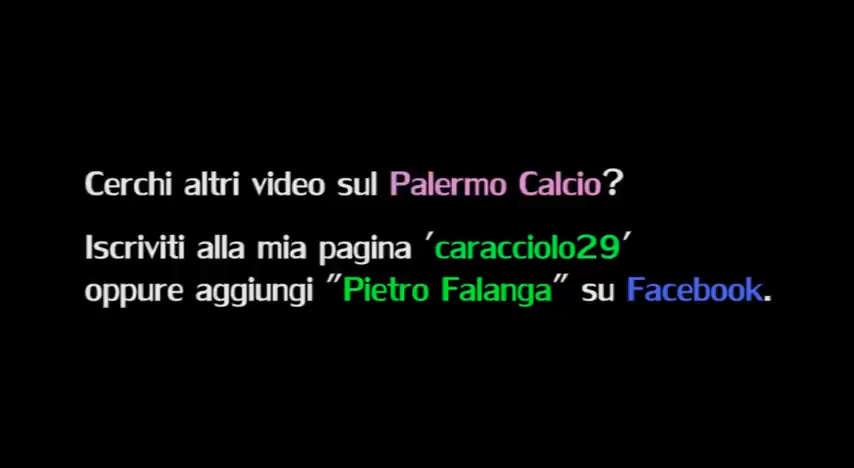 Cerchi altri video sul Palermo Calcio?
Iscriviti alla mia pagina 'caracciolo29'
oppure aggiungi "Pietro Falanga" su Facebook.